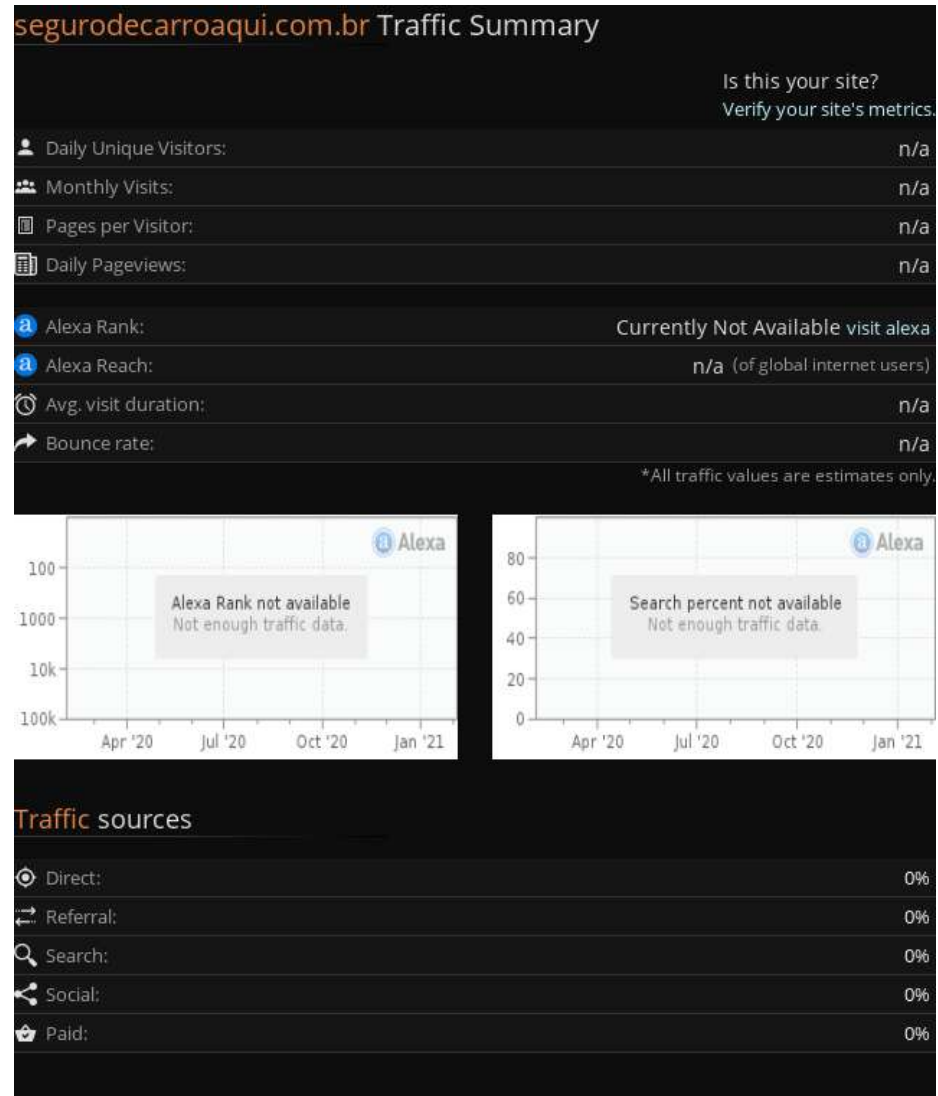 segurodecarroaqui.com.br Traffic Summary
Is this your site?
Verify your site's metrics.
Daily Unique Visitors: n/a
Monthly Visits: n/a
Pages per Visitor: n/a
Daily Pageviews: n/a
a Alexa Rank: Currently Not Available visit alexa
a Alexa Reach: n/a (of global internet users)
Avg. visit duration: n/a
Bounce rate: n/a
*All traffic values are estimates only.
a Alexa
100
1000
10k
100k
Alexa Rank not available
Not enough traffic data.
Apr '20 Jul '20 Oct '20 Jan '21
a Alexa
80
60
40
20
0
Search percent not available
Not enough traffic data.
Apr '20 Jul '20 Oct '20 Jan '21
Traffic sources
Direct: 0%
Referral: 0%
Search: 0%
Social: 0%
Paid: 0%